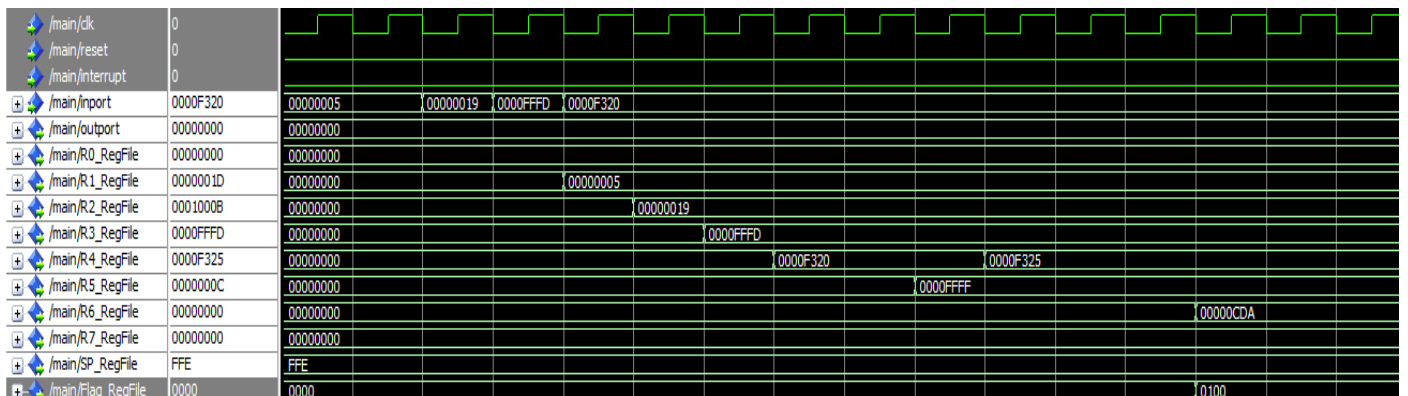 /main/clk 0
/main/reset 0
/main/interrupt 0
/main/inport 0000F320 00000005 00000019 0000FFFD 0000F320
/main/outport 00000000 00000000
/main/R0_RegFile 00000000 00000000
/main/R1_RegFile 0000001D 00000000 00000005
/main/R2_RegFile 0001000B 00000000 00000019
/main/R3_RegFile 0000FFFD 00000000 0000FFFD
/main/R4_RegFile 0000F325 00000000 0000F320 0000F325
/main/R5_RegFile 0000000C 00000000 0000FFFF
/main/R6_RegFile 00000000 00000000 00000CDA
/main/R7_RegFile 00000000 00000000
/main/SP_RegFile FFE FFE
/main/Flag_RegFile 0000 0000 0100